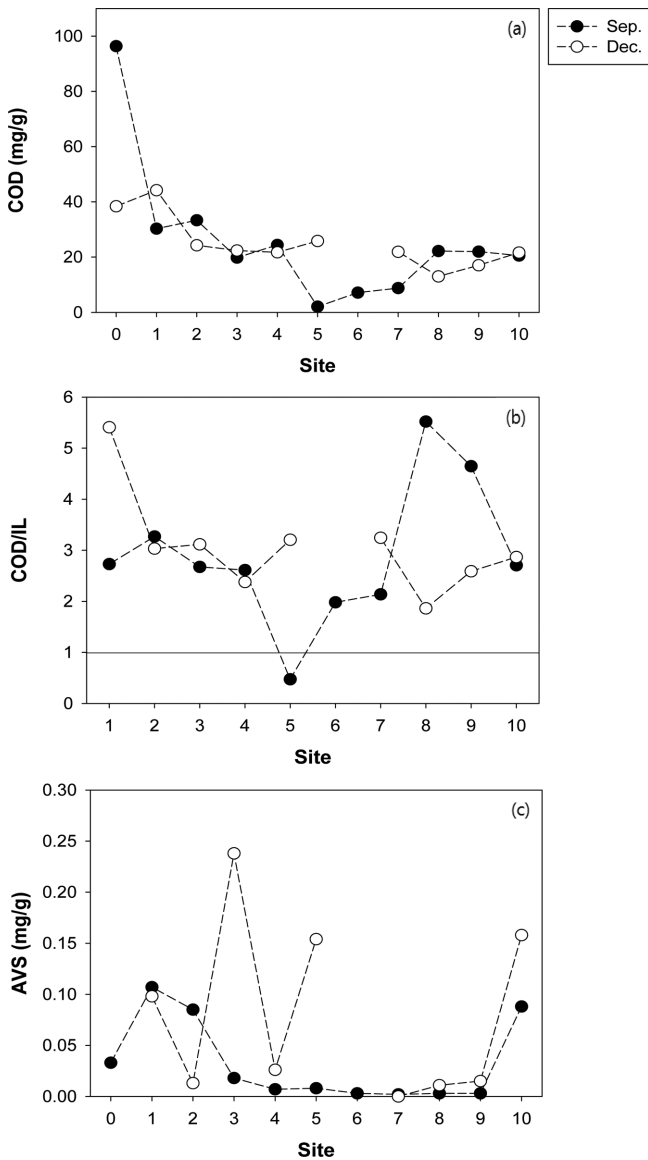 (a)
Sep.
Dec.
100
80
60
40
20
0
COD (mg/g)
0 1 2 3 4 5 6 7 8 9 10
Site
(b)
6
5
4
3
2
1
0
COD/IL
1 2 3 4 5 6 7 8 9 10
Site
(c)
0.30
0.25
0.20
0.15
0.10
0.05
0.00
AVS (mg/g)
0 1 2 3 4 5 6 7 8 9 10
Site